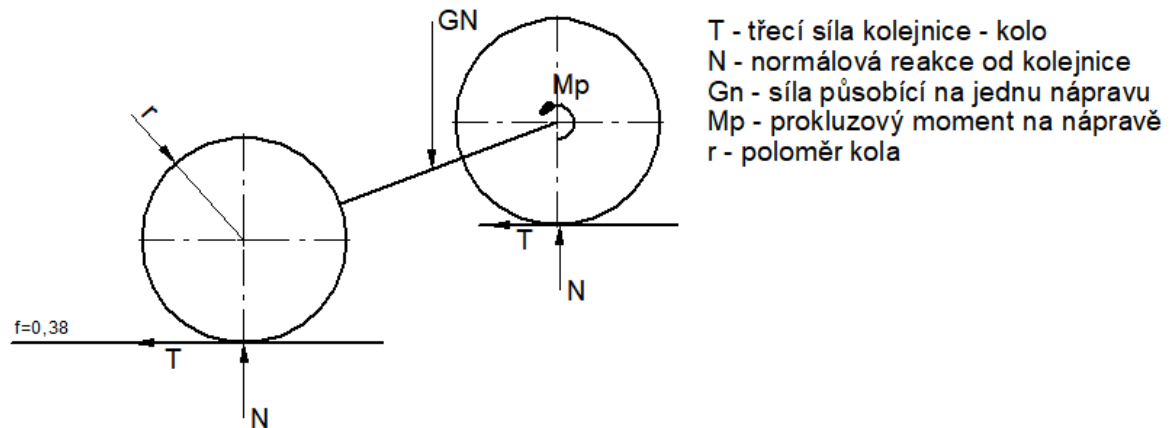 GN
T - třecí síla kolejnice - kolo
N - normálová reakce od kolejnice
Gn - síla působící na jednu nápravu
Mp - prokluzový moment na nápravě
r - poloměr kola
Mp
r
T
N
f=0,38
T
N